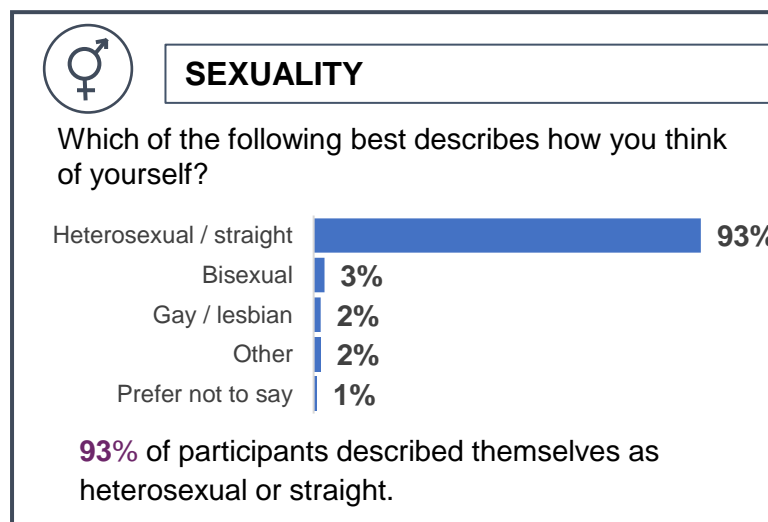 SEXUALITY
Which of the following best describes how you think
of yourself?
Heterosexual / straight 93%
Bisexual 3%
Gay / lesbian 2%
Other 2%
Prefer not to say 1%
93% of participants described themselves as
heterosexual or straight.